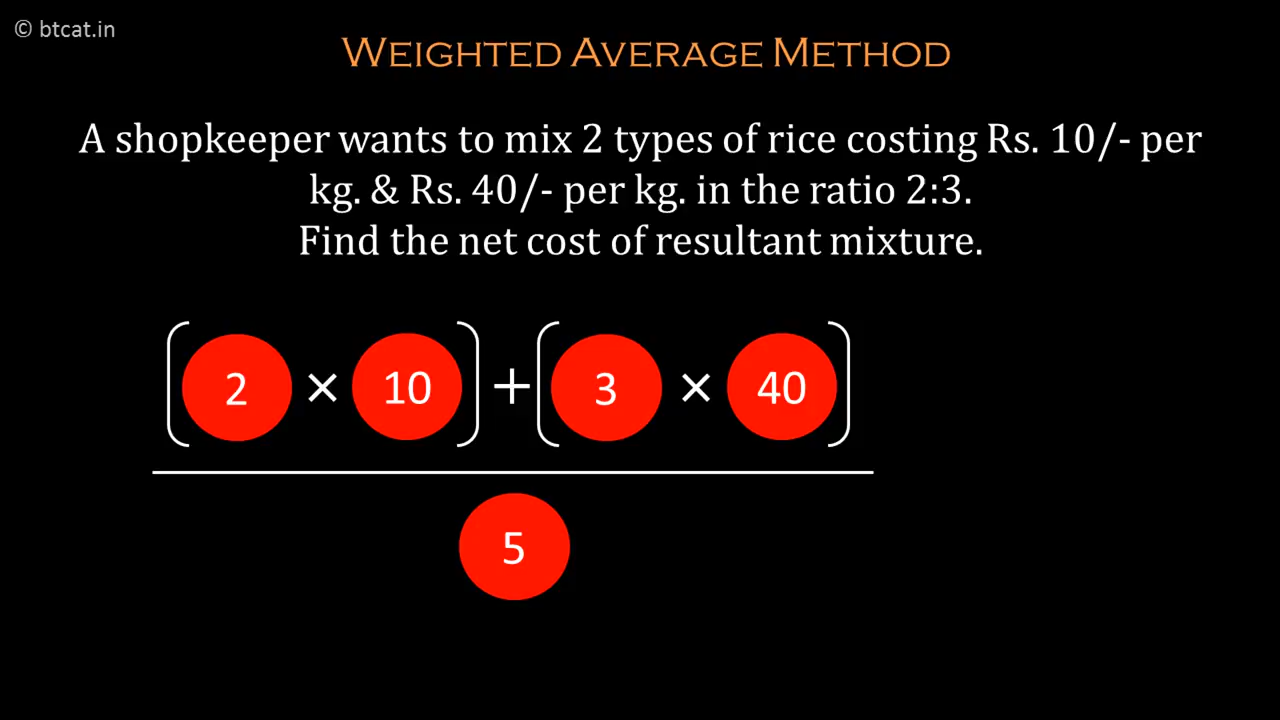 © btcat.in
WEIGHTED AVERAGE METHOD
A shopkeeper wants to mix 2 types of rice costing Rs. 10/- per
kg. & Rs. 40/- per kg. in the ratio 2:3.
Find the net cost of resultant mixture.
(2 × 10) + (3 × 40)
5